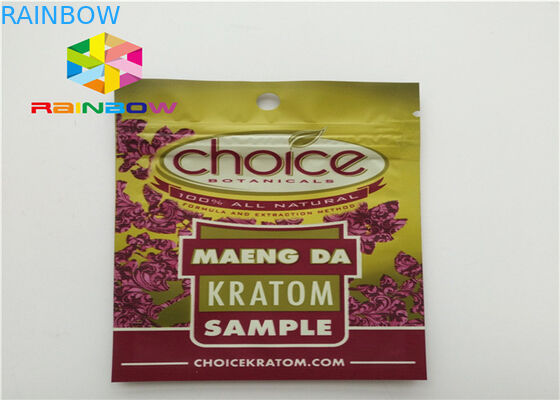 RAINBOW
RAINBOW
choice
BOTANICALS
100% ALL NATURAL
FORMULA AND EXTRACTION METHOD
MAENG DA
KRATOM
SAMPLE
CHOICEKRATOM.COM